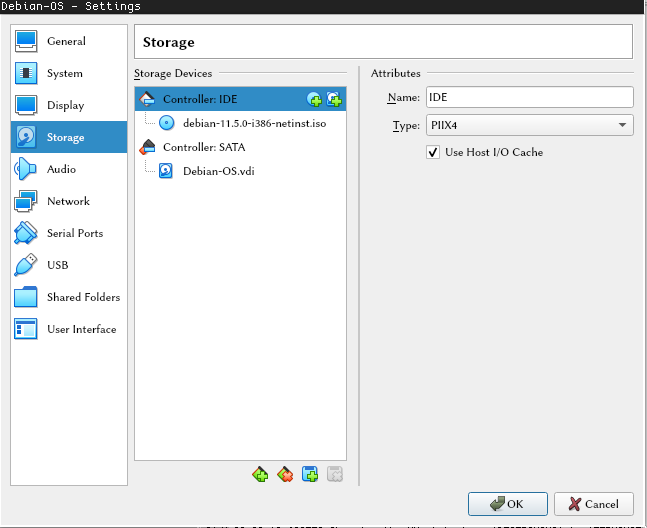 Debian-OS - Settings
General
System
Display
Storage
Audio
Network
Serial Ports
USB
Shared Folders
User Interface
Storage
Storage Devices
Controller: IDE
debian-11.5.0-i386-netinst.iso
Controller: SATA
Debian-OS.vdi
Attributes
Name: IDE
Type: PIIX4
Use Host I/O Cache
OK
Cancel